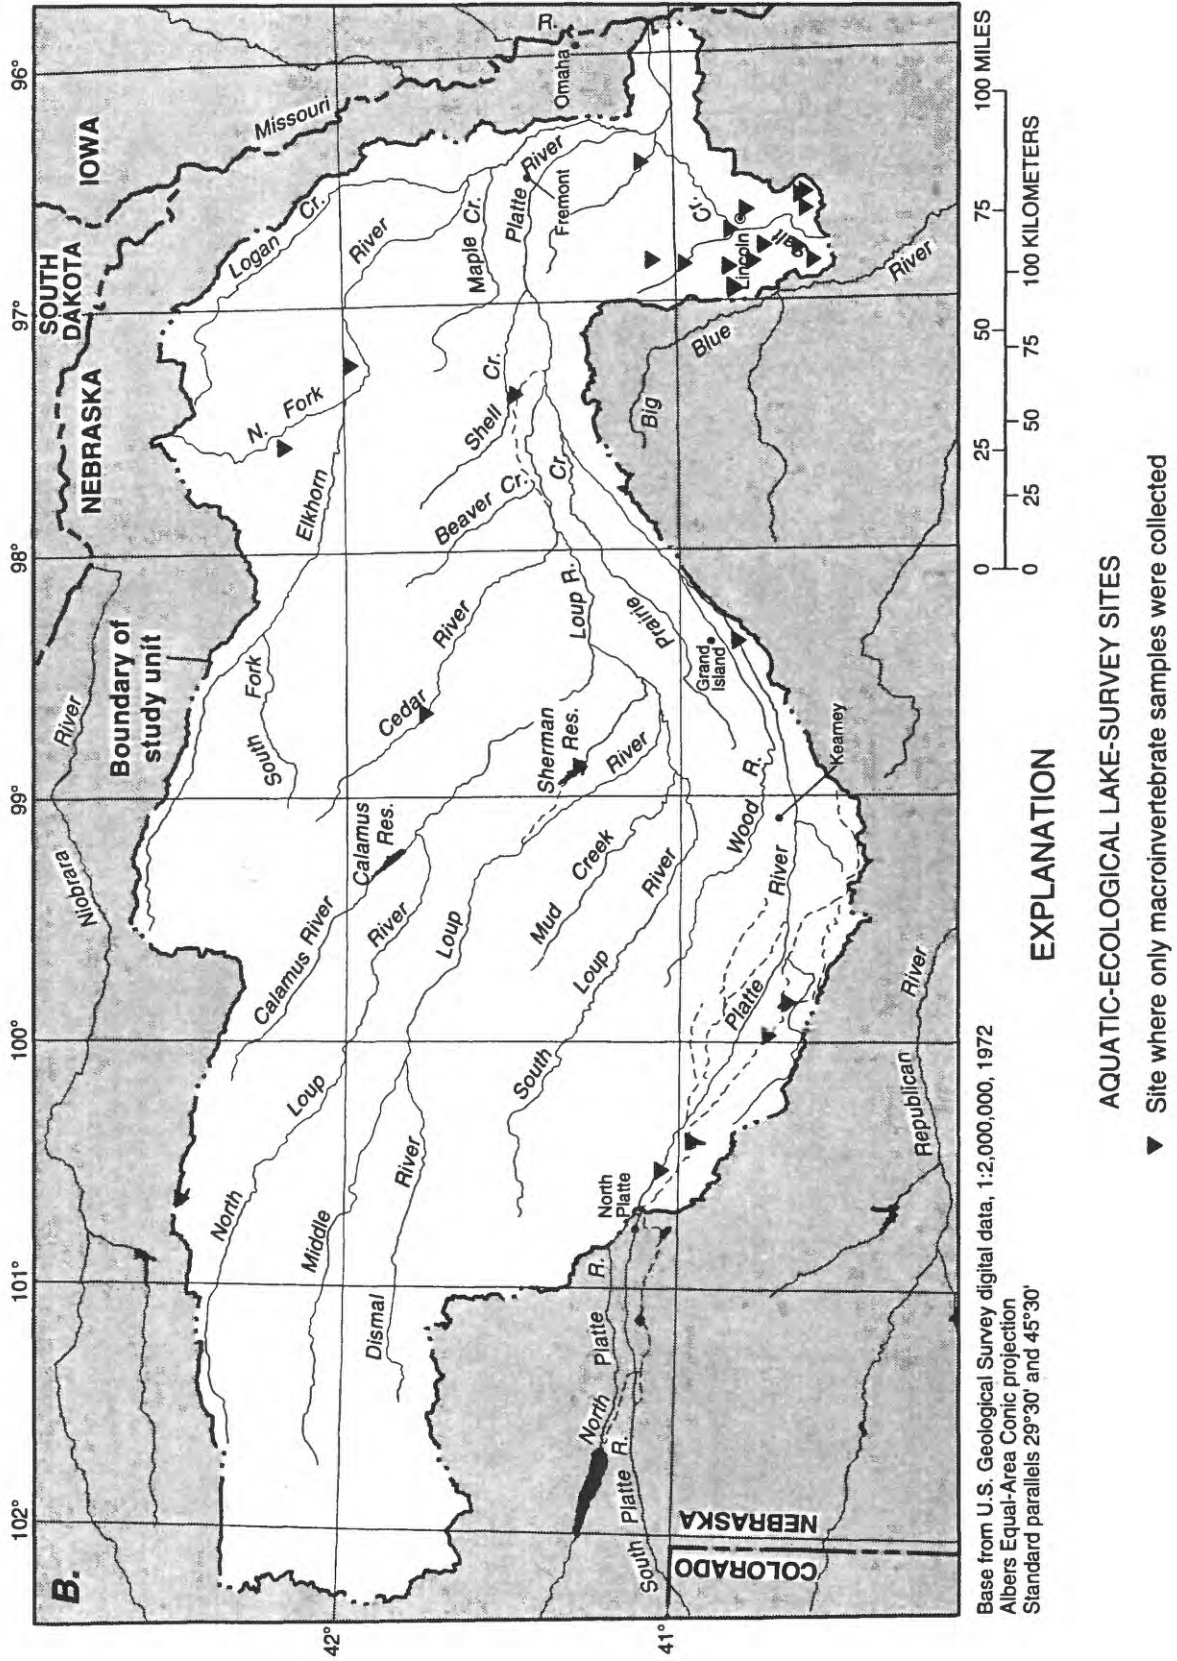 B.
102°
101°
100°
99°
98°
97°
96°
42°
41°
SOUTH
DAKOTA
IOWA
NEBRASKA
Missouri
R.
Niobrara
River
Boundary of
study unit
Logan
Cr.
N.
Fork
Elkhorn
River
South
Fork
Maple
Cr.
Platte
River
Fremont
Omaha
Shell
Cr.
Beaver
Cr.
Cedar
River
Calamus River
Calamus
Res.
North
Loup
River
Middle
Loup
River
Dismal
River
Sherman
Res.
Loup R.
Prairie
Cr.
Mud
Creek
South
Loup
River
Wood
R.
Grand
Island
Kearney
Platte
River
North
Platte
North
Platte
R.
South
Platte
R.
Lincoln
Salt
Cr.
Big
Blue
River
Republican
River
COLORADO
NEBRASKA
Base from U.S. Geological Survey digital data, 1:2,000,000, 1972
Albers Equal-Area Conic projection
Standard parallels 29°30' and 45°30'
0 25 50 75 100 MILES
0 25 50 75 100 KILOMETERS
EXPLANATION
AQUATIC-ECOLOGICAL LAKE-SURVEY SITES
Site where only macroinvertebrate samples were collected